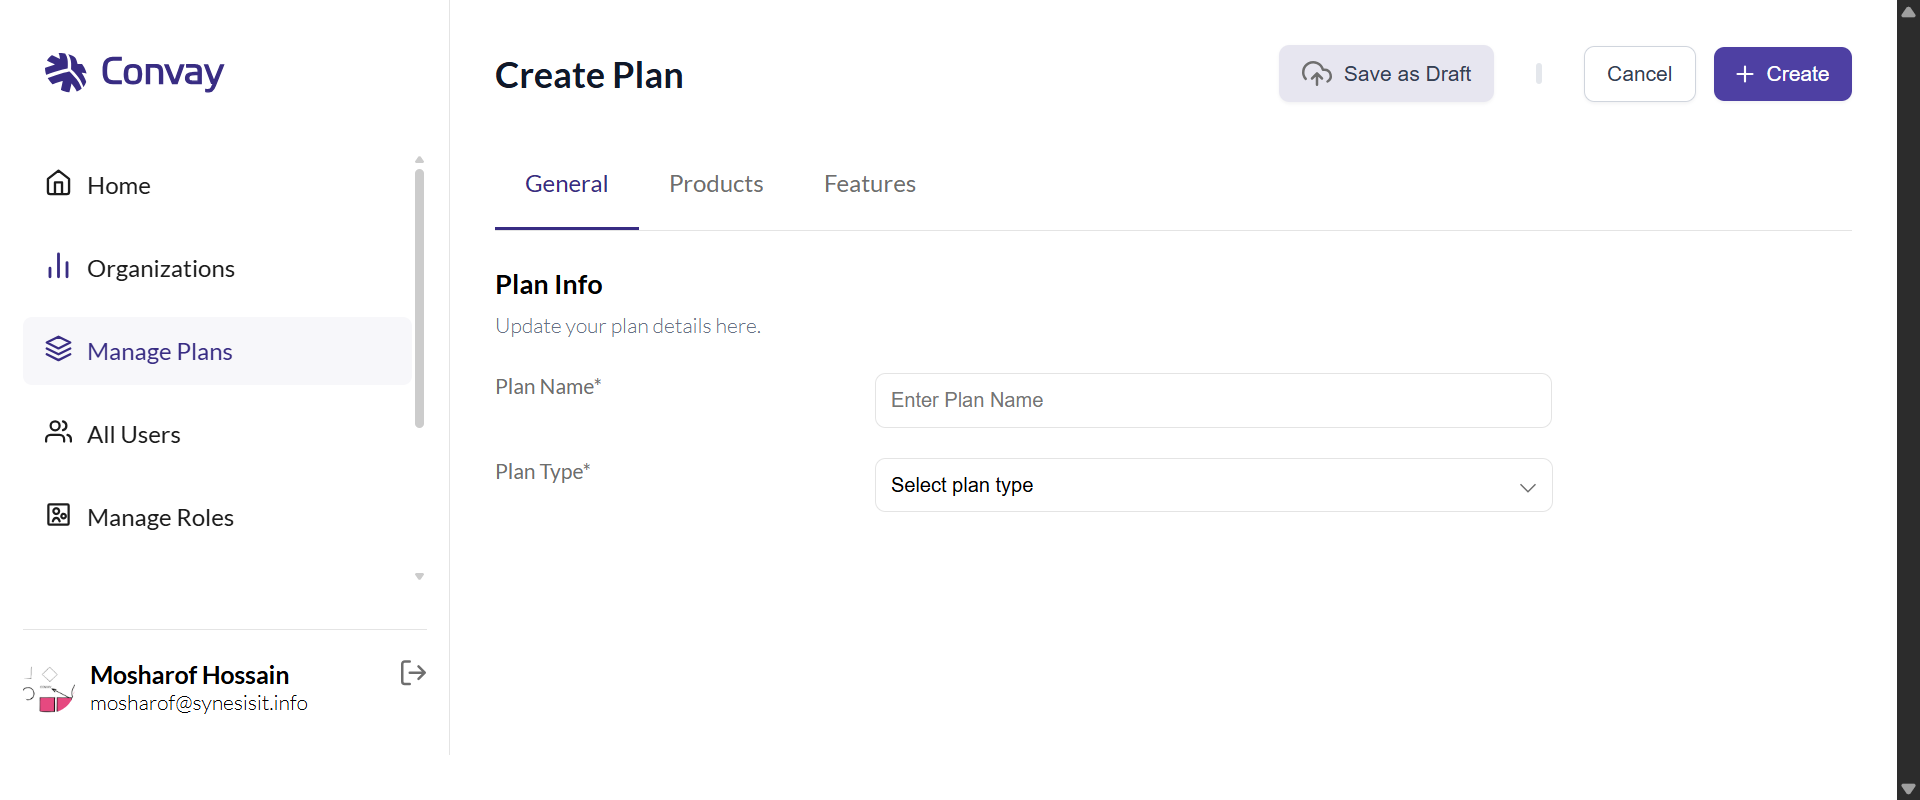 Convay
Home
Organizations
Manage Plans
All Users
Manage Roles
Mosharof Hossain
mosharof@synesisit.info
Create Plan
Save as Draft
Cancel
Create
General Products Features
Plan Info
Update your plan details here.
Plan Name*
Enter Plan Name
Plan Type*
Select plan type